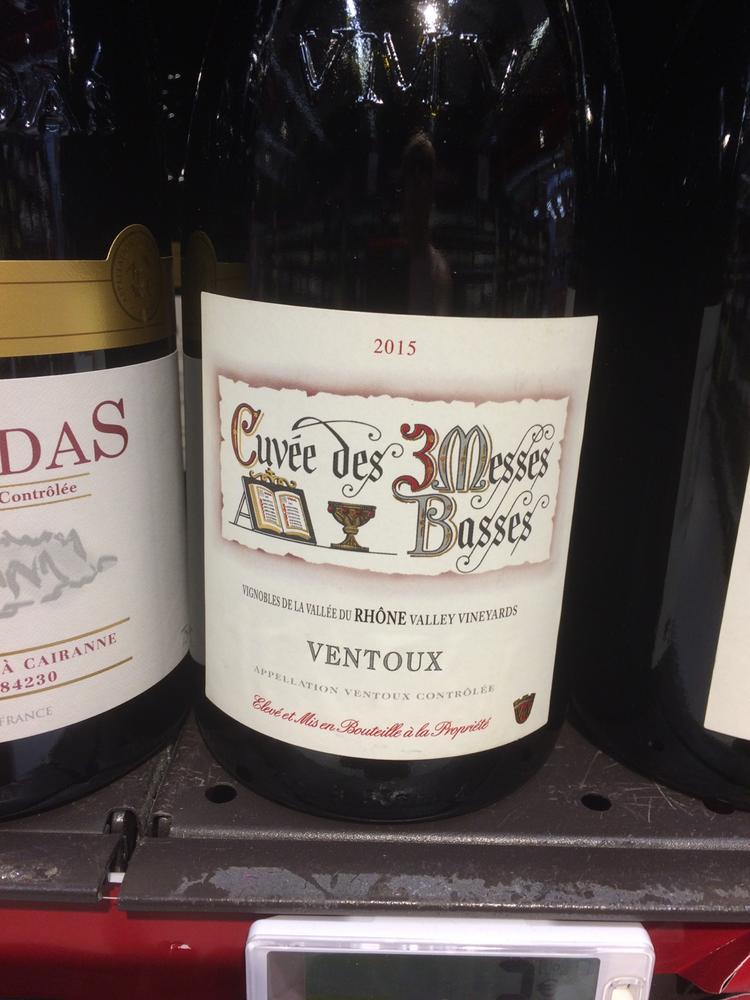 DAS
Contrôlée
À CAIRANNE
84230
FRANCE
2015
Cuvée des 3 Messes
Basses
VIGNOBLES DE LA VALLÉE DU RHÔNE VALLEY VINEYARDS
VENTOUX
APPELLATION VENTOUX CONTRÔLÉE
Elevé et Mis en Bouteille à la Propriété